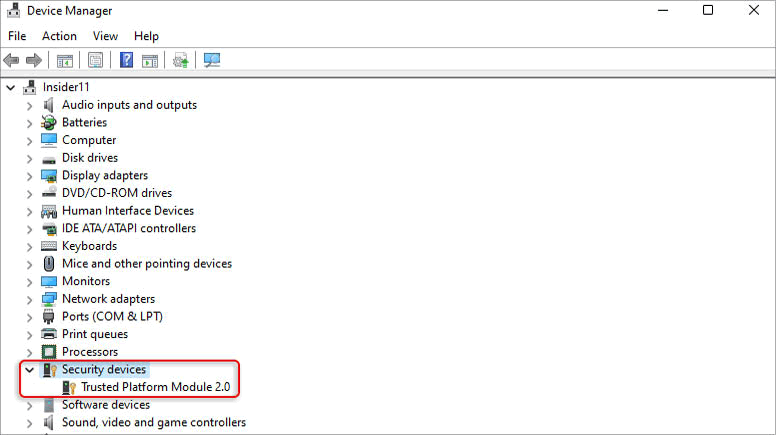 Device Manager
File Action View Help
Insider11
Audio inputs and outputs
Batteries
Computer
Disk drives
Display adapters
DVD/CD-ROM drives
Human Interface Devices
IDE ATA/ATAPI controllers
Keyboards
Mice and other pointing devices
Monitors
Network adapters
Ports (COM & LPT)
Print queues
Processors
Security devices
Trusted Platform Module 2.0
Software devices
Sound, video and game controllers